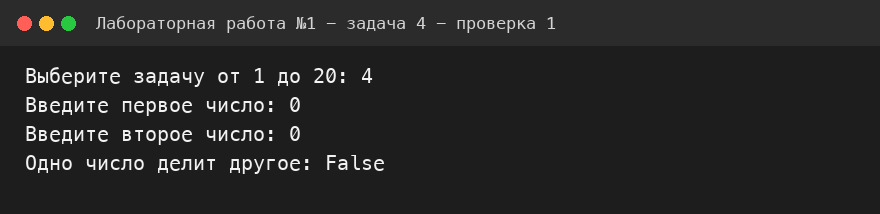 Лабораторная работа №1 — задача 4 — проверка 1
Выберите задачу от 1 до 20: 4
Введите первое число: 0
Введите второе число: 0
Одно число делит другое: False